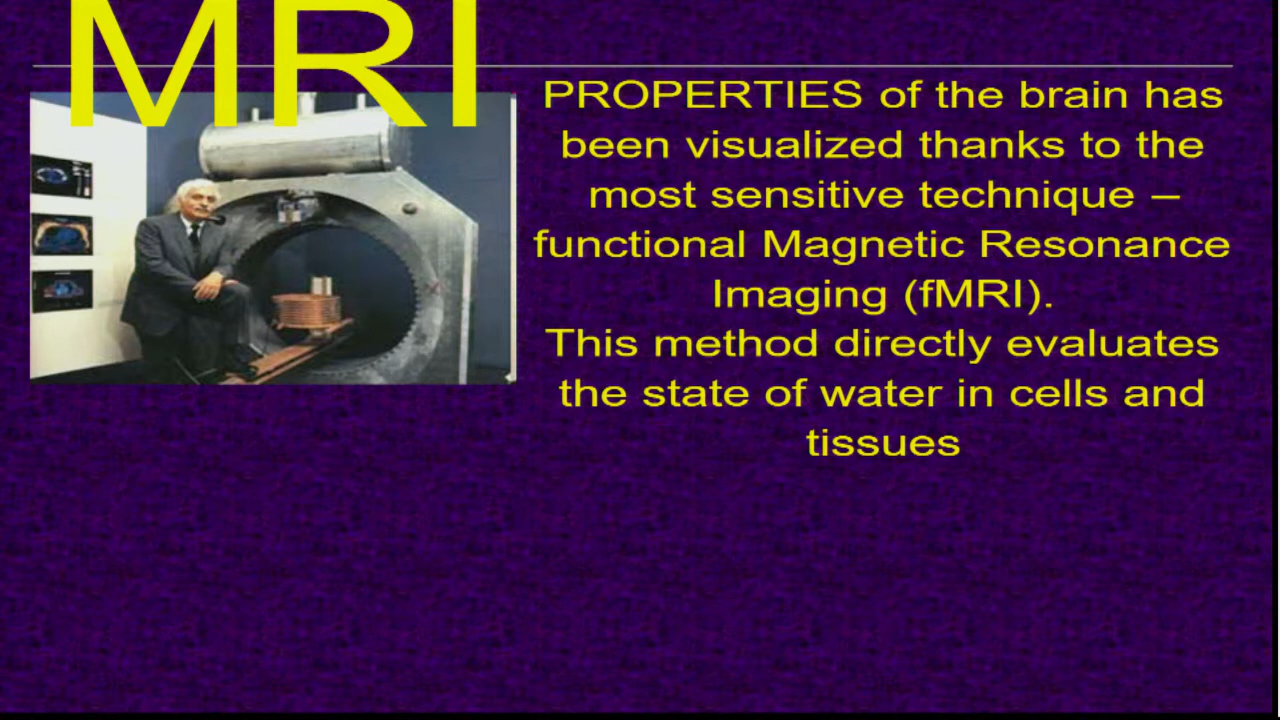 MRI
PROPERTIES of the brain has
been visualized thanks to the
most sensitive technique –
functional Magnetic Resonance
Imaging (fMRI).
This method directly evaluates
the state of water in cells and
tissues